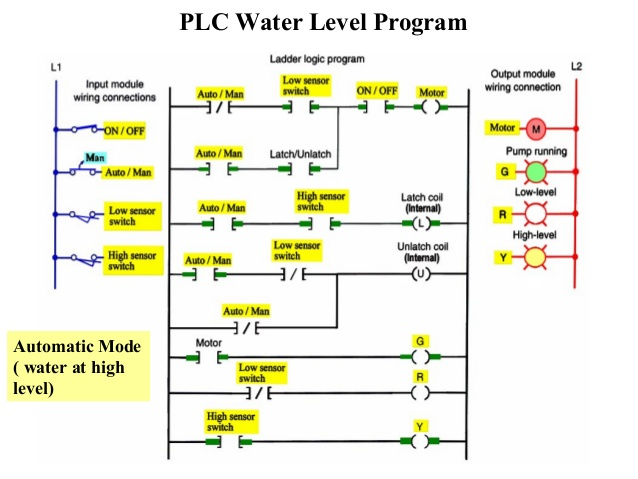 PLC Water Level Program
L1
Input module
wiring connections
ON / OFF
Man
Auto / Man
Low sensor
switch
High sensor
switch
Automatic Mode
( water at high
level)
Ladder logic program
Auto / Man
Low sensor
switch
ON / OFF
Motor
Auto / Man
Latch/Unlatch
Auto / Man
High sensor
switch
Latch coil
(Internal)
L
Auto / Man
Low sensor
switch
Unlatch coil
(Internal)
U
Auto / Man
Motor
G
Low sensor
switch
R
High sensor
switch
Y
Output module
wiring connection
L2
Motor
M
Pump running
G
Low-level
R
High-level
Y